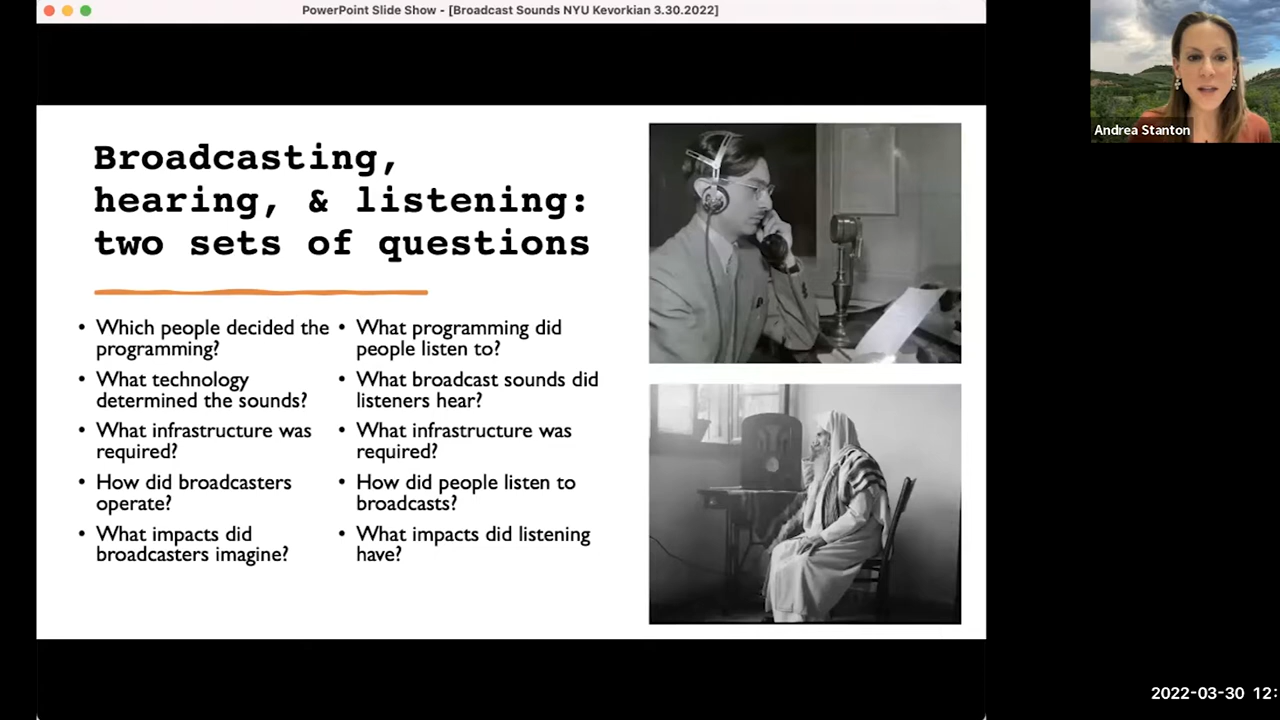 PowerPoint Slide Show - [Broadcast Sounds NYU Kevorkian 3.30.2022]
Broadcasting,
hearing, & listening:
two sets of questions
• Which people decided the
programming?
• What technology
determined the sounds?
• What infrastructure was
required?
• How did broadcasters
operate?
• What impacts did
broadcasters imagine?
• What programming did
people listen to?
• What broadcast sounds did
listeners hear?
• What infrastructure was
required?
• How did people listen to
broadcasts?
• What impacts did listening
have?
Andrea Stanton
2022-03-30 12: